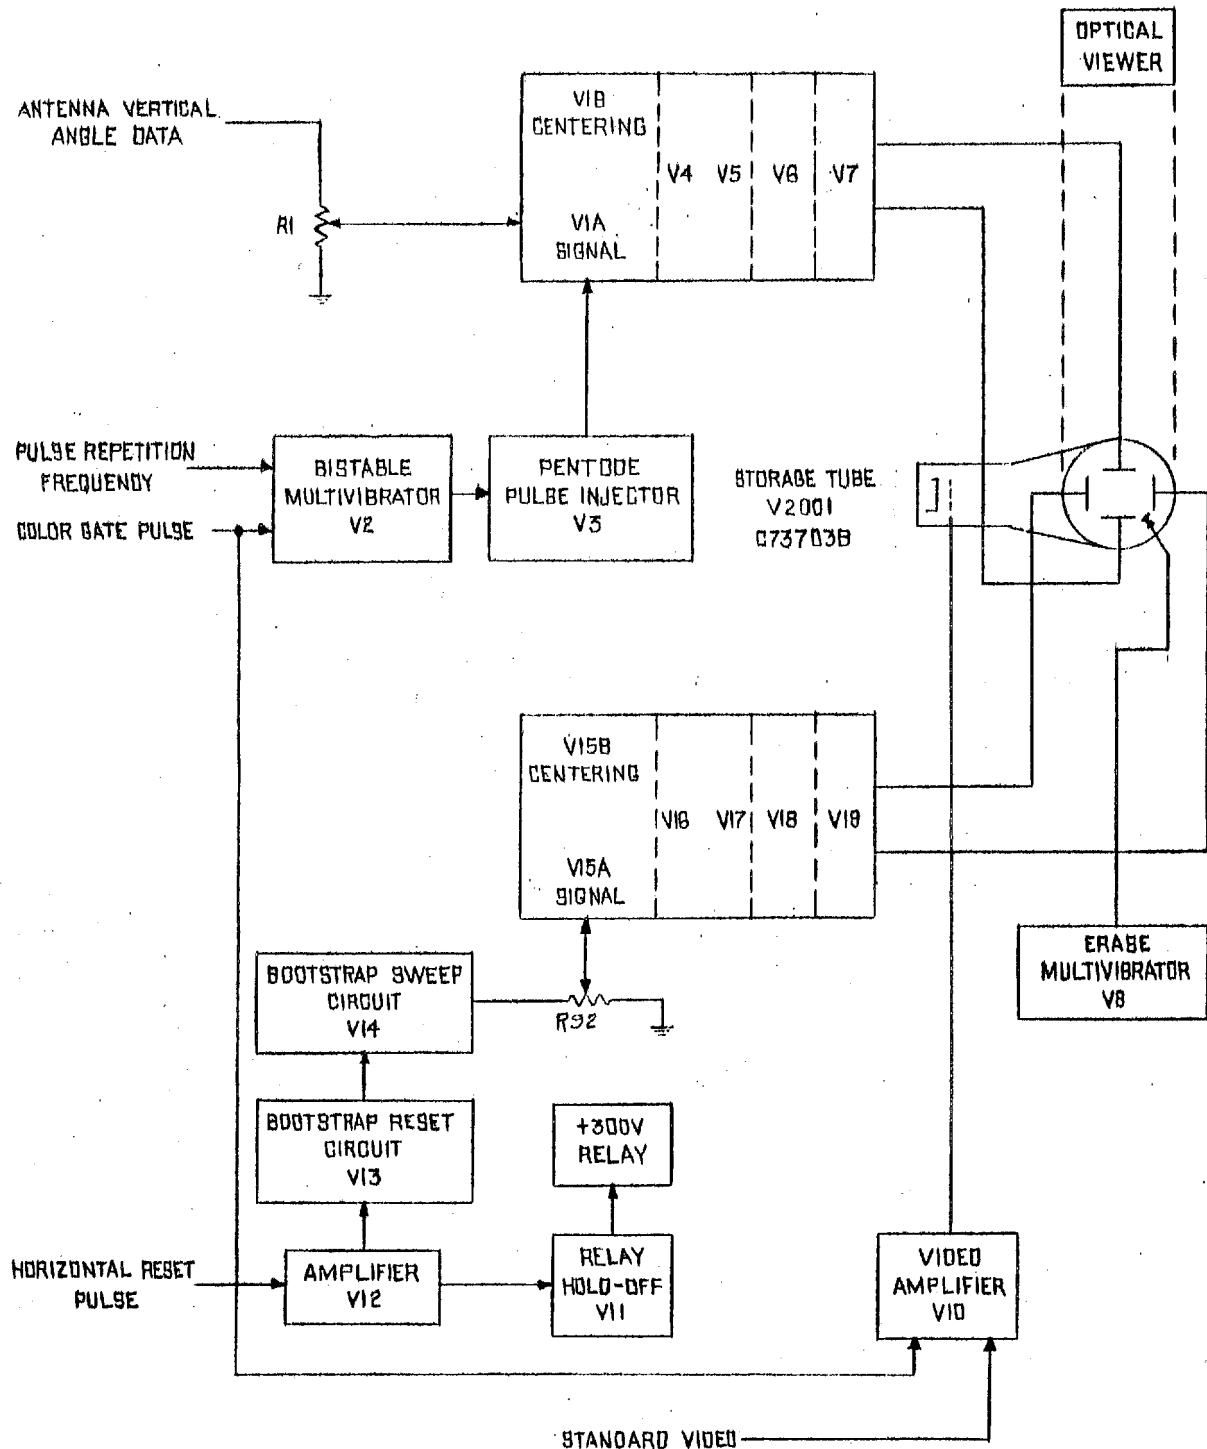 OPTICAL
VIEWER
ANTENNA VERTICAL
ANGLE DATA
R1
V1B
CENTERING
V1A
SIGNAL
V4 V5 V6 V7
PULSE REPETITION
FREQUENCY
COLOR GATE PULSE
BISTABLE
MULTIVIBRATOR
V2
PENTODE
PULSE INJECTOR
V3
STORAGE TUBE
V2001
C73703B
V15B
CENTERING
V15A
SIGNAL
V16 V17 V18 V19
ERASE
MULTIVIBRATOR
V8
BOOTSTRAP SWEEP
CIRCUIT
V14
R92
BOOTSTRAP RESET
CIRCUIT
V13
+300V
RELAY
HORIZONTAL RESET
PULSE
AMPLIFIER
V12
RELAY
HOLD-OFF
V11
VIDEO
AMPLIFIER
V10
STANDARD VIDEO